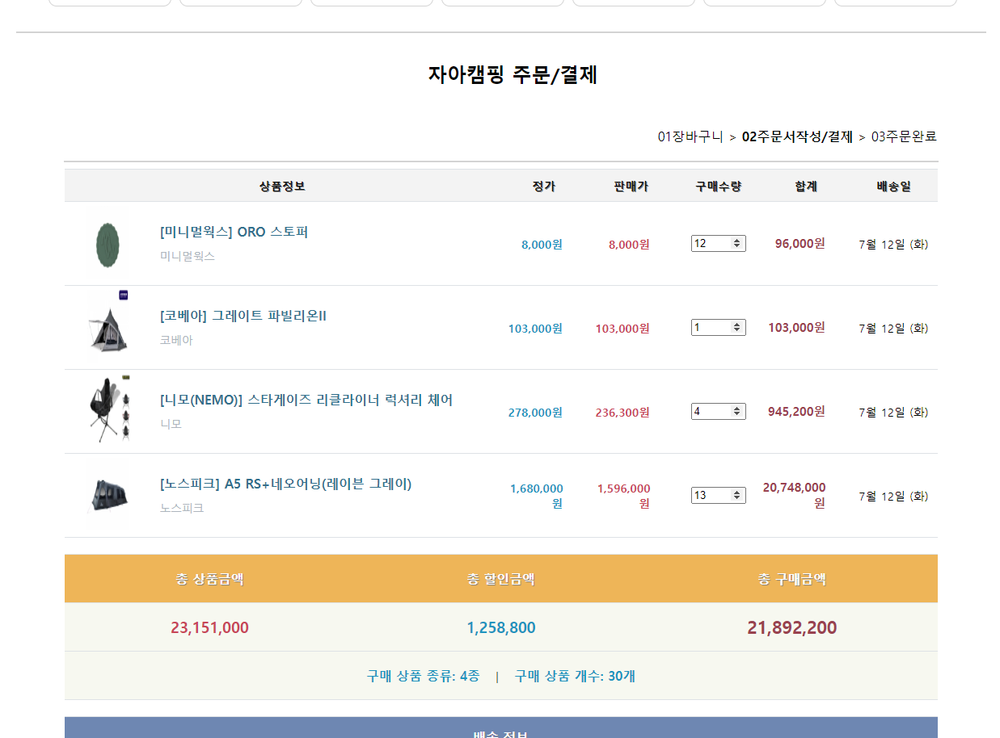 자아캠핑 주문/결제
01장바구니 > 02주문서작성/결제 > 03주문완료
상품정보 정가 판매가 구매수량 합계 배송일
[미니멀웍스] ORO 스토퍼
미니멀웍스
8,000원 8,000원 12 96,000원 7월 12일 (화)
[코베아] 그레이트 파빌리온II
코베아
103,000원 103,000원 1 103,000원 7월 12일 (화)
[니모(NEMO)] 스타게이즈 리클라이너 럭셔리 체어
니모
278,000원 236,300원 4 945,200원 7월 12일 (화)
[노스피크] A5 RS+네오어닝(레이븐 그레이)
노스피크
1,680,000원 1,596,000원 13 20,748,000원 7월 12일 (화)
총 상품금액 총 할인금액 총 구매금액
23,151,000 1,258,800 21,892,200
구매 상품 종류: 4종 | 구매 상품 개수: 30개
배송 정보